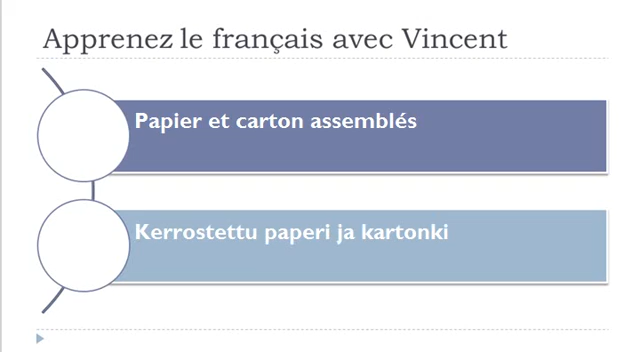 Apprenez le français avec Vincent
Papier et carton assemblés
Kerrostettu paperi ja kartonki